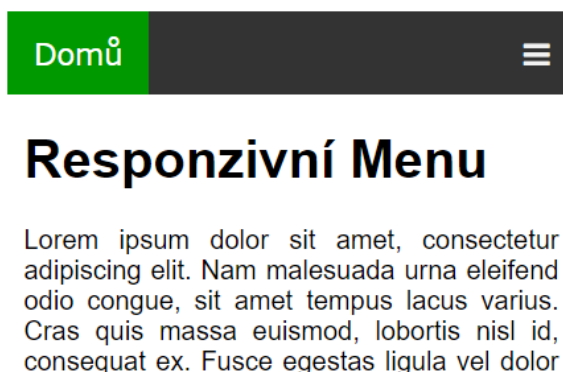 Domů
Responzivní Menu
Lorem ipsum dolor sit amet, consectetur
adipiscing elit. Nam malesuada urna eleifend
odio congue, sit amet tempus lacus varius.
Cras quis massa euismod, lobortis nisl id,
consequat ex. Fusce egestas ligula vel dolor